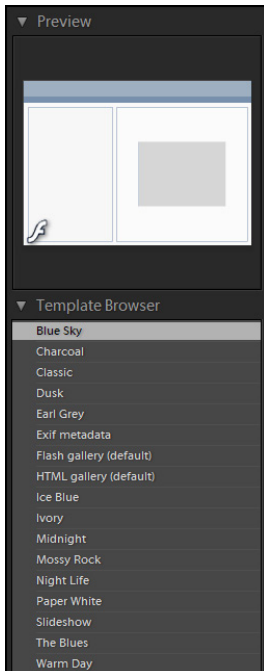 Preview
Template Browser
Blue Sky
Charcoal
Classic
Dusk
Earl Grey
Exif metadata
Flash gallery (default)
HTML gallery (default)
Ice Blue
Ivory
Midnight
Mossy Rock
Night Life
Paper White
Slideshow
The Blues
Warm Day